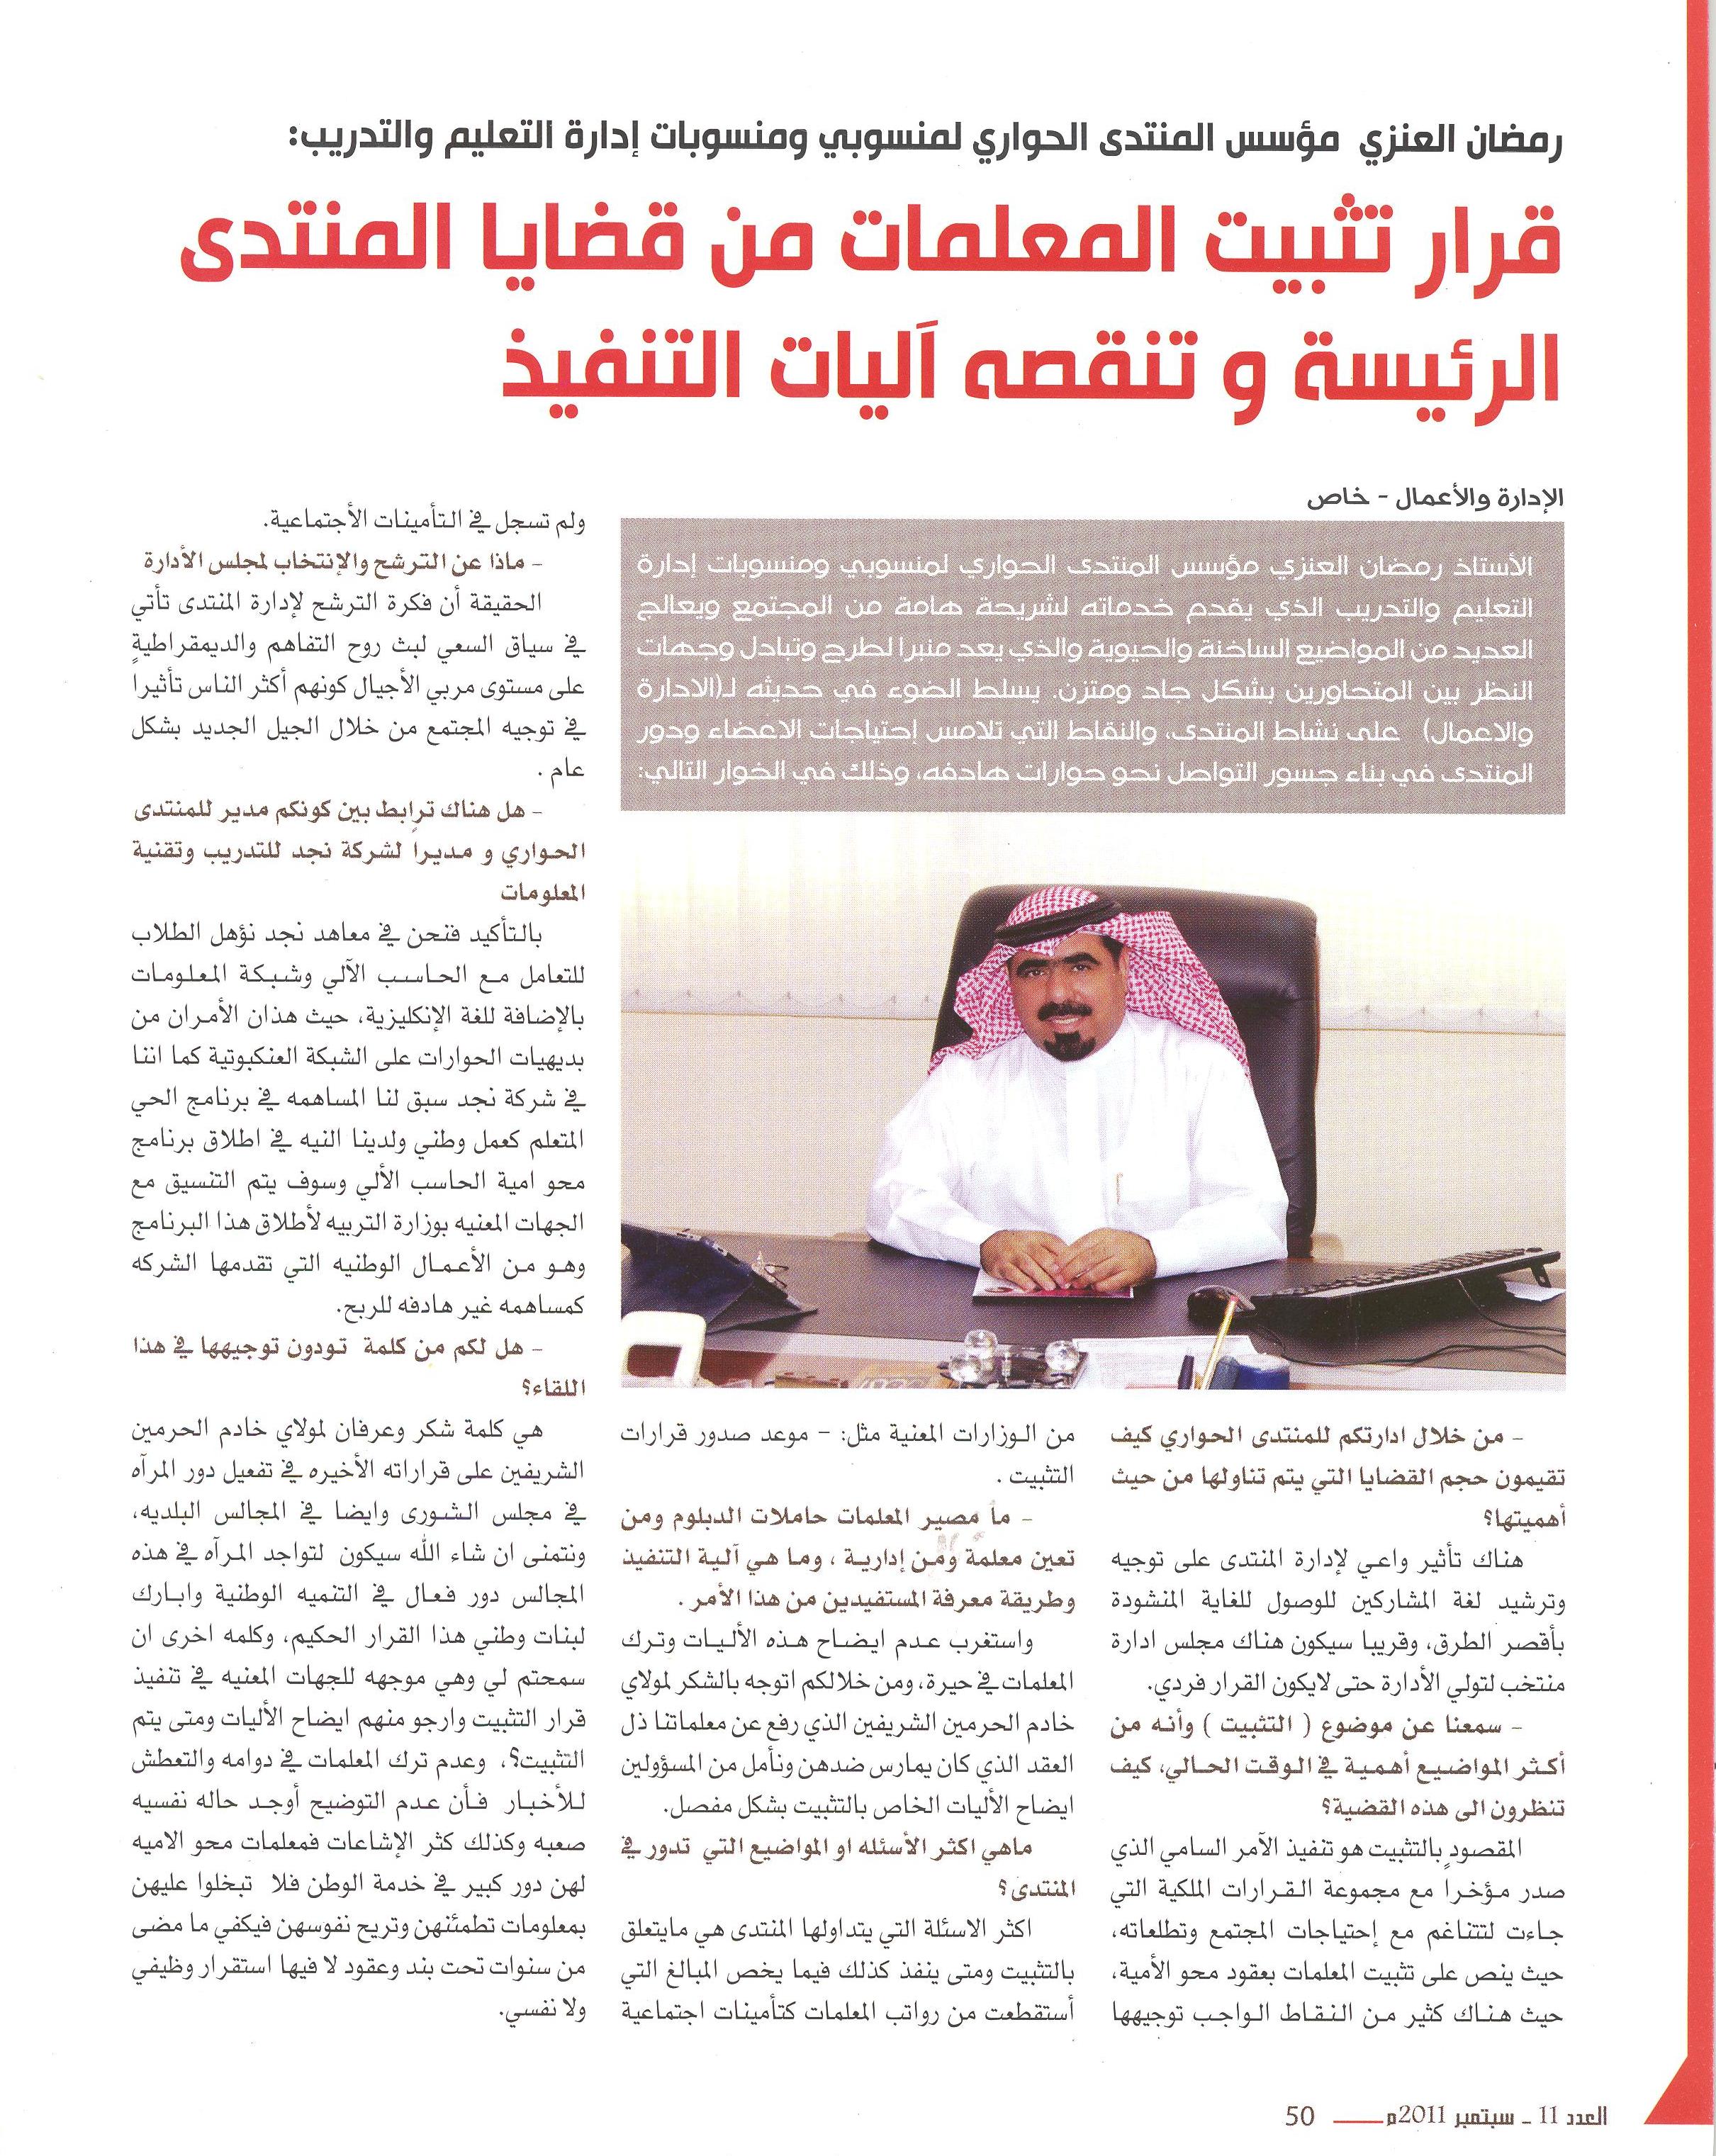 رمضان العنزي مؤسس المنتدى الحواري لمنسوبي ومنسوبات إدارة التعليم والتدريب:
قرار تثبيت المعلمات من قضايا المنتدى
الرئيسة و تنقصه آليات التنفيذ
الإدارة والأعمال - خاص
الأستاذ رمضان العنزي مؤسس المنتدى الحواري لمنسوبي ومنسوبات إدارة
التعليم والتدريب الذي يقدم خدماته لشريحة هامة من المجتمع ويعالج
العديد من المواضيع الساخنة والحيوية والذي يعد منبرا لطرح وتبادل وجهات
النظر بين المتحاورين بشكل جاد ومتزن. يسلط الضوء في حديثه لـ(الادارة
والاعمال) على نشاط المنتدى، والنقاط التي تلامس إحتياجات الاعضاء ودور
المنتدى في بناء جسور التواصل نحو حوارات هادفه، وذلك في الخوار التالي:
- من خلال ادارتكم للمنتدى الحواري كيف
تقيمون حجم القضايا التي يتم تناولها من حيث
أهميتها؟
هناك تأثير واعي لإدارة المنتدى على توجيه
وترشيد لغة المشاركين للوصول للغاية المنشودة
بأقصر الطرق، وقريبا سيكون هناك مجلس ادارة
منتخب لتولي الأدارة حتى لايكون القرار فردي.
- سمعنا عن موضوع ( التثبيت ) وأنه من
أكثر المواضيع أهمية في الوقت الحالي، كيف
تنظرون الى هذه القضية؟
المقصود بالتثبيت هو تنفيذ الآمر السامي الذي
صدر مؤخراً مع مجموعة القرارات الملكية التي
جاءت لتتناغم مع إحتياجات المجتمع وتطلعاته،
حيث ينص على تثبيت المعلمات بعقود محو الأمية،
حيث هناك كثير من النقاط الواجب توجيهها
من الوزارات المعنية مثل: - موعد صدور قرارات
التثبيت .
- ما مصير المعلمات حاملات الدبلوم ومن
تعين معلمة ومن إدارية ، وما هي آلية التنفيذ
وطريقة معرفة المستفيدين من هذا الأمر .
واستغرب عدم ايضاح هذه الأليات وترك
المعلمات في حيرة، ومن خلالكم اتوجه بالشكر لمولاي
خادم الحرمين الشريفين الذي رفع عن معلماتنا ذل
العقد الذي كان يمارس ضدهن ونأمل من المسؤولين
ايضاح الأليات الخاص بالتثبيت بشكل مفصل.
ماهي اكثر الأسئله او المواضيع التي تدور في
المنتدى؟
اكثر الاسئلة التي يتداولها المنتدى هي مايتعلق
بالتثبيت ومتى ينفذ كذلك فيما يخص المبالغ التي
أستقطعت من رواتب المعلمات كتأمينات اجتماعية
ولم تسجل في التأمينات الأجتماعية.
- ماذا عن الترشح والإنتخاب لمجلس الأدارة
الحقيقة أن فكرة الترشح لإدارة المنتدى تأتي
في سياق السعي لبث روح التفاهم والديمقراطية
على مستوى مربي الأجيال كونهم أكثر الناس تأثيراً
في توجيه المجتمع من خلال الجيل الجديد بشكل
عام .
- هل هناك ترابط بين كونكم مدير للمنتدى
الحواري و مديراً لشركة نجد للتدريب وتقنية
المعلومات
بالتأكيد فنحن في معاهد نجد نؤهل الطلاب
للتعامل مع الحاسب الآلي وشبكة المعلومات
بالإضافة للغة الإنكليزية، حيث هذان الأمران من
بديهيات الحوارات على الشبكة العنكبوتية كما اننا
في شركة نجد سبق لنا المساهمه في برنامج الحي
المتعلم كعمل وطني ولدينا النيه في اطلاق برنامج
محو امية الحاسب الألي وسوف يتم التنسيق مع
الجهات المعنيه بوزارة التربيه لأطلاق هذا البرنامج
وهو من الأعمال الوطنيه التي تقدمها الشركه
كمساهمه غير هادفه للربح.
- هل لكم من كلمة تودون توجيهها في هذا
اللقاء؟
هي كلمة شكر وعرفان لمولاي خادم الحرمين
الشريفين على قراراته الأخيره في تفعيل دور المرآه
في مجلس الشورى وايضا في المجالس البلديه،
ونتمنى ان شاء الله سيكون لتواجد المرآه في هذه
المجالس دور فعال في التنميه الوطنية وابارك
لبنات وطني هذا القرار الحكيم، وكلمه اخرى ان
سمحتم لي وهي موجهه للجهات المعنيه في تنفيذ
قرار التثبيت وارجو منهم ايضاح الأليات ومتى يتم
التثبيت؟، وعدم ترك المعلمات في دوامه والتعطش
للأخبار فأن عدم التوضيح أوجد حاله نفسيه
صعبه وكذلك كثر الإشاعات فمعلمات محو الاميه
لهن دور كبير في خدمة الوطن فلا تبخلوا عليهن
بمعلومات تطمئنهن وتريح نفوسهن فيكفي ما مضى
من سنوات تحت بند وعقود لا فيها استقرار وظيفي
ولا نفسي.
العدد 11 - سبتمبر 2011م 50